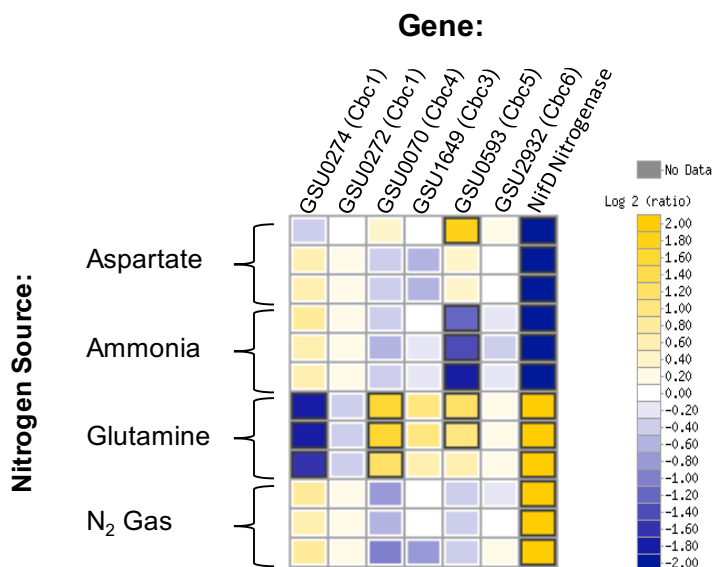 Gene:
GSU0274 (Cbc1)
GSU0272 (Cbc1)
GSU0070 (Cbc4)
GSU1649 (Cbc3)
GSU0593 (Cbc5)
GSU2932 (Cbc6)
NifD Nitrogenase
Nitrogen Source:
Aspartate
Ammonia
Glutamine
N₂ Gas
No Data
Log 2 (ratio)
2.00
1.80
1.60
1.40
1.20
1.00
0.80
0.60
0.40
0.20
0.00
-0.20
-0.40
-0.60
-0.80
-1.00
-1.20
-1.40
-1.60
-1.80
-2.00